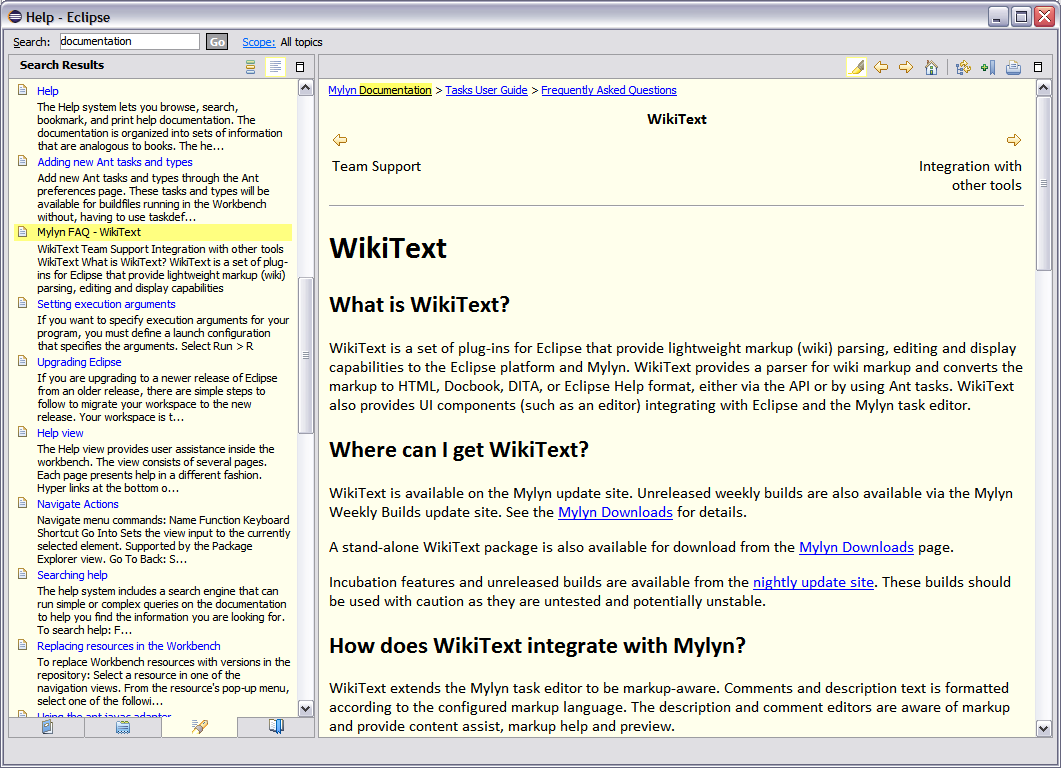 Help - Eclipse
Search: documentation Go Scope: All topics
Search Results
Help
The Help system lets you browse, search,
bookmark, and print help documentation. The
documentation is organized into sets of information
that are analogous to books. The he...
Adding new Ant tasks and types
Add new Ant tasks and types through the Ant
preferences page. These tasks and types will be
available for buildfiles running in the Workbench
without, having to use taskdef...
Mylyn FAQ - WikiText
WikiText Team Support Integration with other tools
WikiText What is WikiText? WikiText is a set of plug-
ins for Eclipse that provide lightweight markup (wiki)
parsing, editing and display capabilities
Setting execution arguments
If you want to specify execution arguments for your
program, you must define a launch configuration
that specifies the arguments. Select Run > R
Upgrading Eclipse
If you are upgrading to a newer release of Eclipse
from an older release, there are simple steps to
follow to migrate your workspace to the new
release. Your workspace is t...
Help view
The Help view provides user assistance inside the
workbench. The view consists of several pages.
Each page presents help in a different fashion.
Hyper links at the bottom o...
Navigate Actions
Navigate menu commands: Name Function Keyboard
Shortcut Go Into Sets the view input to the currently
selected element. Supported by the Package
Explorer view. Go To Back: S...
Searching help
The help system includes a search engine that can
run simple or complex queries on the documentation
to help you find the information you are looking for.
To search help: F...
Replacing resources in the Workbench
To replace Workbench resources with versions in the
repository: Select a resource in one of the
navigation views. From the resource's pop-up menu,
select one of the followi...
Using the ant javac adapter
Mylyn Documentation > Tasks User Guide > Frequently Asked Questions
WikiText
Team Support
Integration with
other tools
WikiText
What is WikiText?
WikiText is a set of plug-ins for Eclipse that provide lightweight markup (wiki) parsing, editing and display
capabilities to the Eclipse platform and Mylyn. WikiText provides a parser for wiki markup and converts the
markup to HTML, Docbook, DITA, or Eclipse Help format, either via the API or by using Ant tasks. WikiText
also provides UI components (such as an editor) integrating with Eclipse and the Mylyn task editor.
Where can I get WikiText?
WikiText is available on the Mylyn update site. Unreleased weekly builds are also available via the Mylyn
Weekly Builds update site. See the Mylyn Downloads for details.
A stand-alone WikiText package is also available for download from the Mylyn Downloads page.
Incubation features and unreleased builds are available from the nightly update site. These builds should
be used with caution as they are untested and potentially unstable.
How does WikiText integrate with Mylyn?
WikiText extends the Mylyn task editor to be markup-aware. Comments and description text is formatted
according to the configured markup language. The description and comment editors are aware of markup
and provide content assist, markup help and preview.